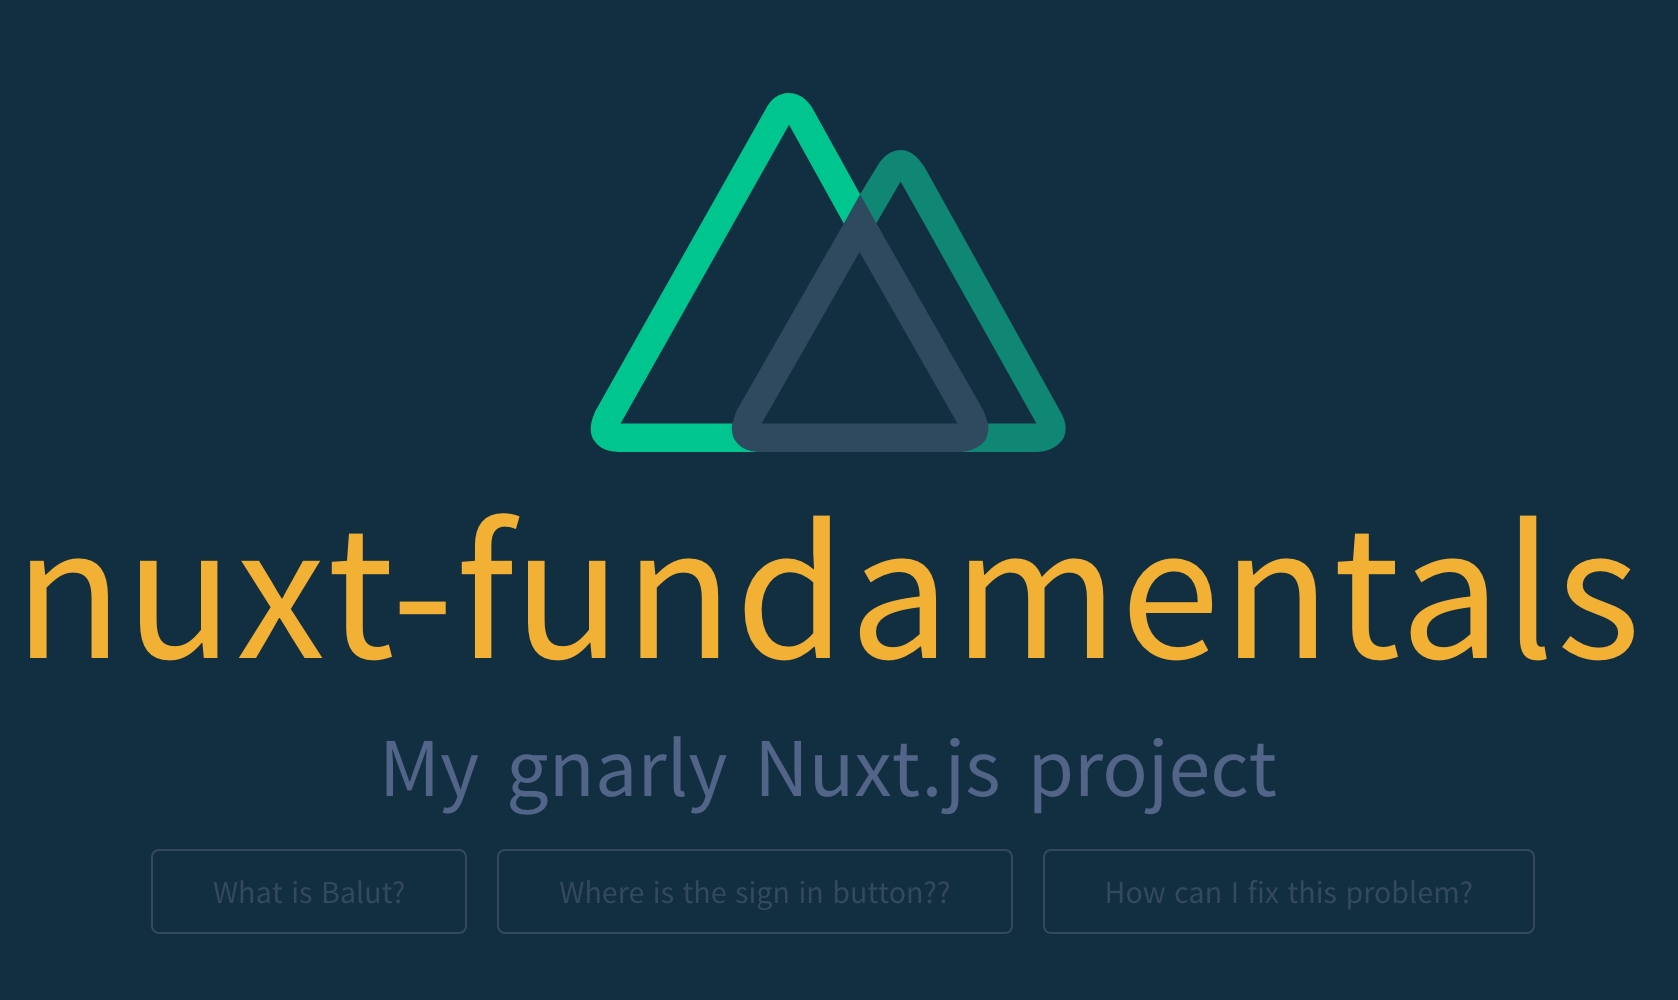 nuxt-fundamentals
My gnarly Nuxt.js project
What is Balut?
Where is the sign in button??
How can I fix this problem?